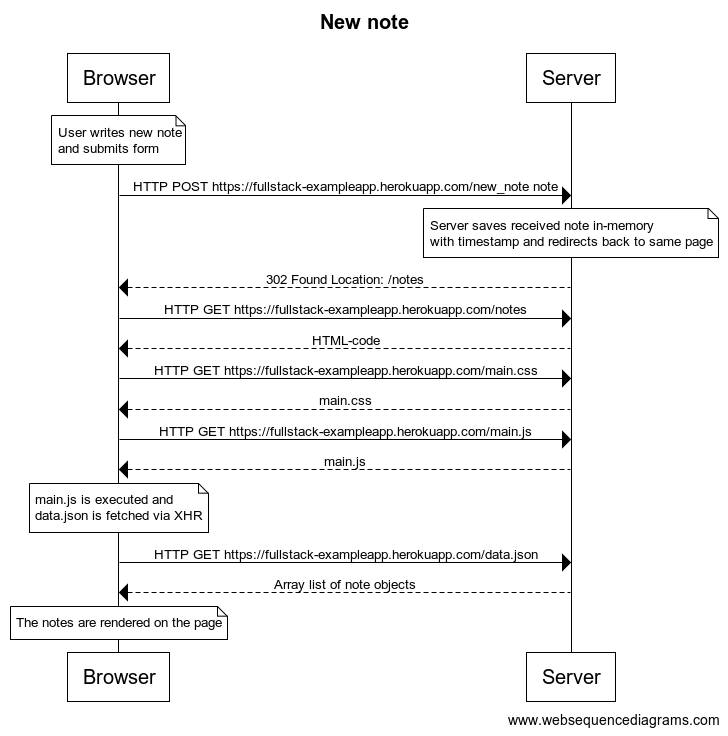 New note
Browser
Server
User writes new note
and submits form
HTTP POST https://fullstack-exampleapp.herokuapp.com/new_note note
Server saves received note in-memory
with timestamp and redirects back to same page
302 Found Location: /notes
HTTP GET https://fullstack-exampleapp.herokuapp.com/notes
HTML-code
HTTP GET https://fullstack-exampleapp.herokuapp.com/main.css
main.css
HTTP GET https://fullstack-exampleapp.herokuapp.com/main.js
main.js
main.js is executed and
data.json is fetched via XHR
HTTP GET https://fullstack-exampleapp.herokuapp.com/data.json
Array list of note objects
The notes are rendered on the page
Browser
Server
www.websequencediagrams.com